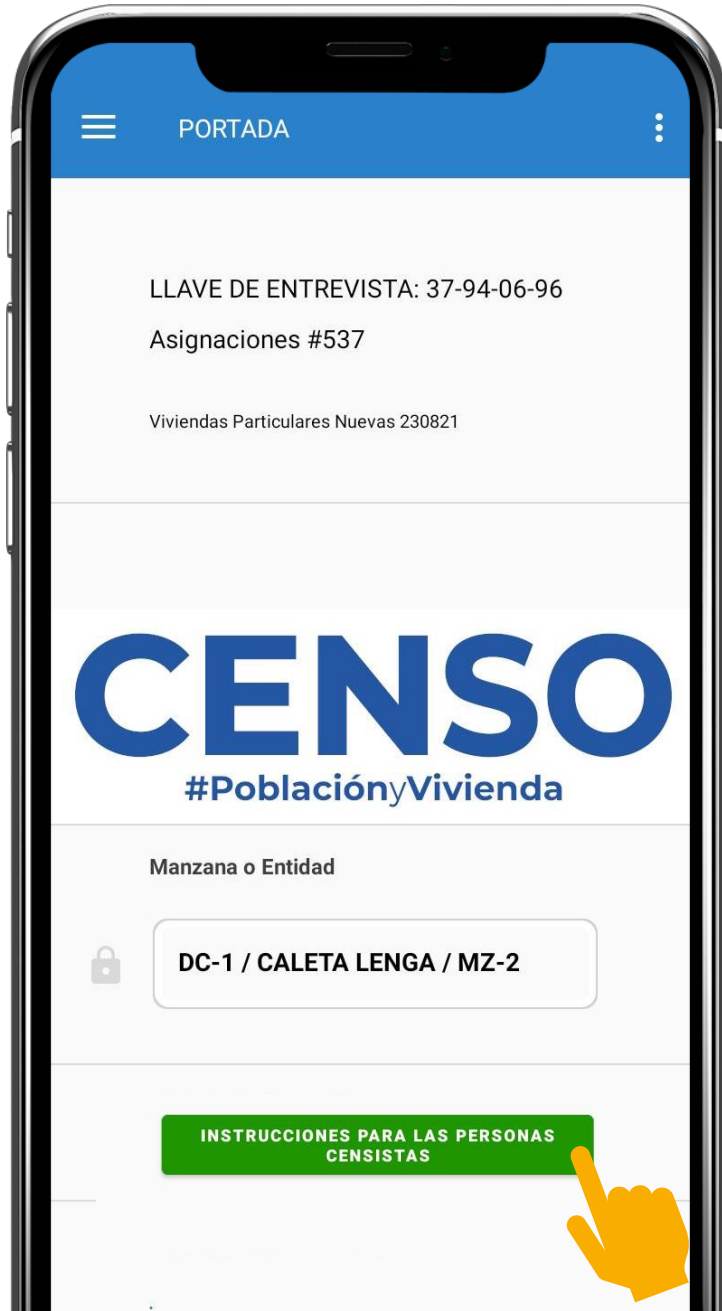 PORTADA
LLAVE DE ENTREVISTA: 37-94-06-96
Asignaciones #537
Viviendas Particulares Nuevas 230821
CENSO
#PoblaciónyVivienda
Manzana o Entidad
DC-1 / CALETA LENGA / MZ-2
INSTRUCCIONES PARA LAS PERSONAS
CENSISTAS